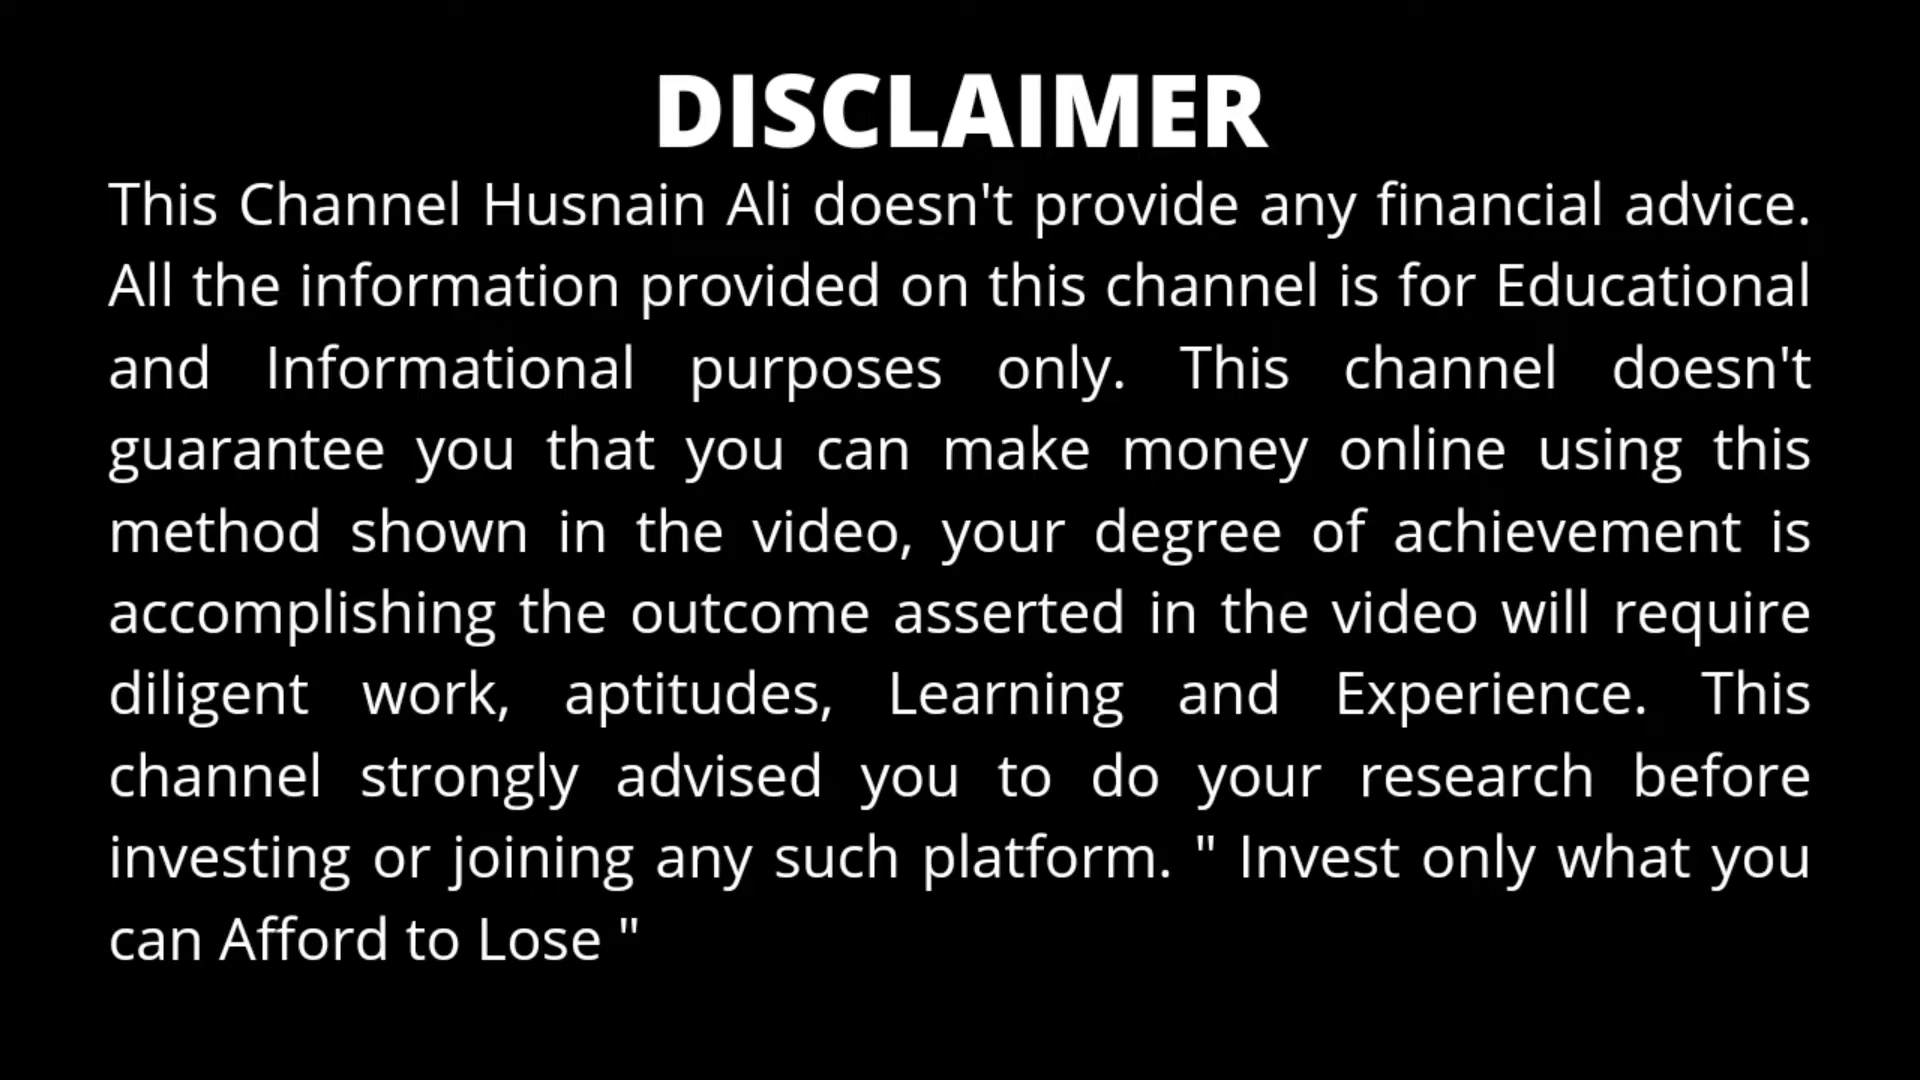 DISCLAIMER
This Channel Husnain Ali doesn't provide any financial advice.
All the information provided on this channel is for Educational
and Informational purposes only. This channel doesn't
guarantee you that you can make money online using this
method shown in the video, your degree of achievement is
accomplishing the outcome asserted in the video will require
diligent work, aptitudes, Learning and Experience. This
channel strongly advised you to do your research before
investing or joining any such platform. " Invest only what you
can Afford to Lose "